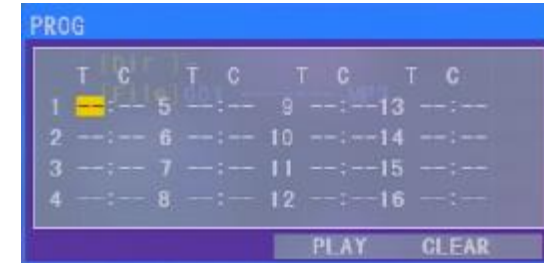 PROG
T C T C T C T C
1 --:-- 5 --:-- 9 --:--13 --:--
2 --:-- 6 --:-- 10 --:--14 --:--
3 --:-- 7 --:-- 11 --:--15 --:--
4 --:-- 8 --:-- 12 --:--16 --:--
PLAY CLEAR